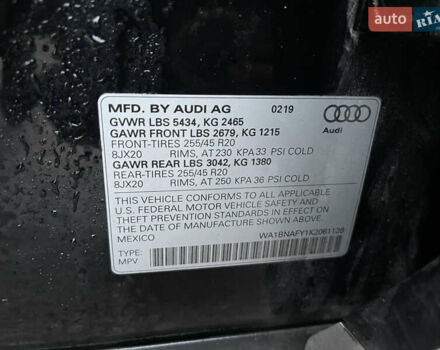 AUTO.RIA.com
MFD. BY AUDI AG 02/19
GVWR LBS 5434, KG 2465
GAWR FRONT LBS 2679, KG 1215
FRONT-TIRES 255/45 R20
8JX20 RIMS, AT 230 KPA 33 PSI COLD
GAWR REAR LBS 3042, KG 1380
REAR-TIRES 255/45 R20
8JX20 RIMS, AT 250 KPA 36 PSI COLD
Audi
THIS VEHICLE CONFORMS TO ALL APPLICABLE
U.S. FEDERAL MOTOR VEHICLE SAFETY AND
THEFT PREVENTION STANDARDS IN EFFECT ON
THE DATE OF MANUFACTURE SHOWN ABOVE.
MEXICO
TYPE:
MPV
WA1BNAFY1K2061128